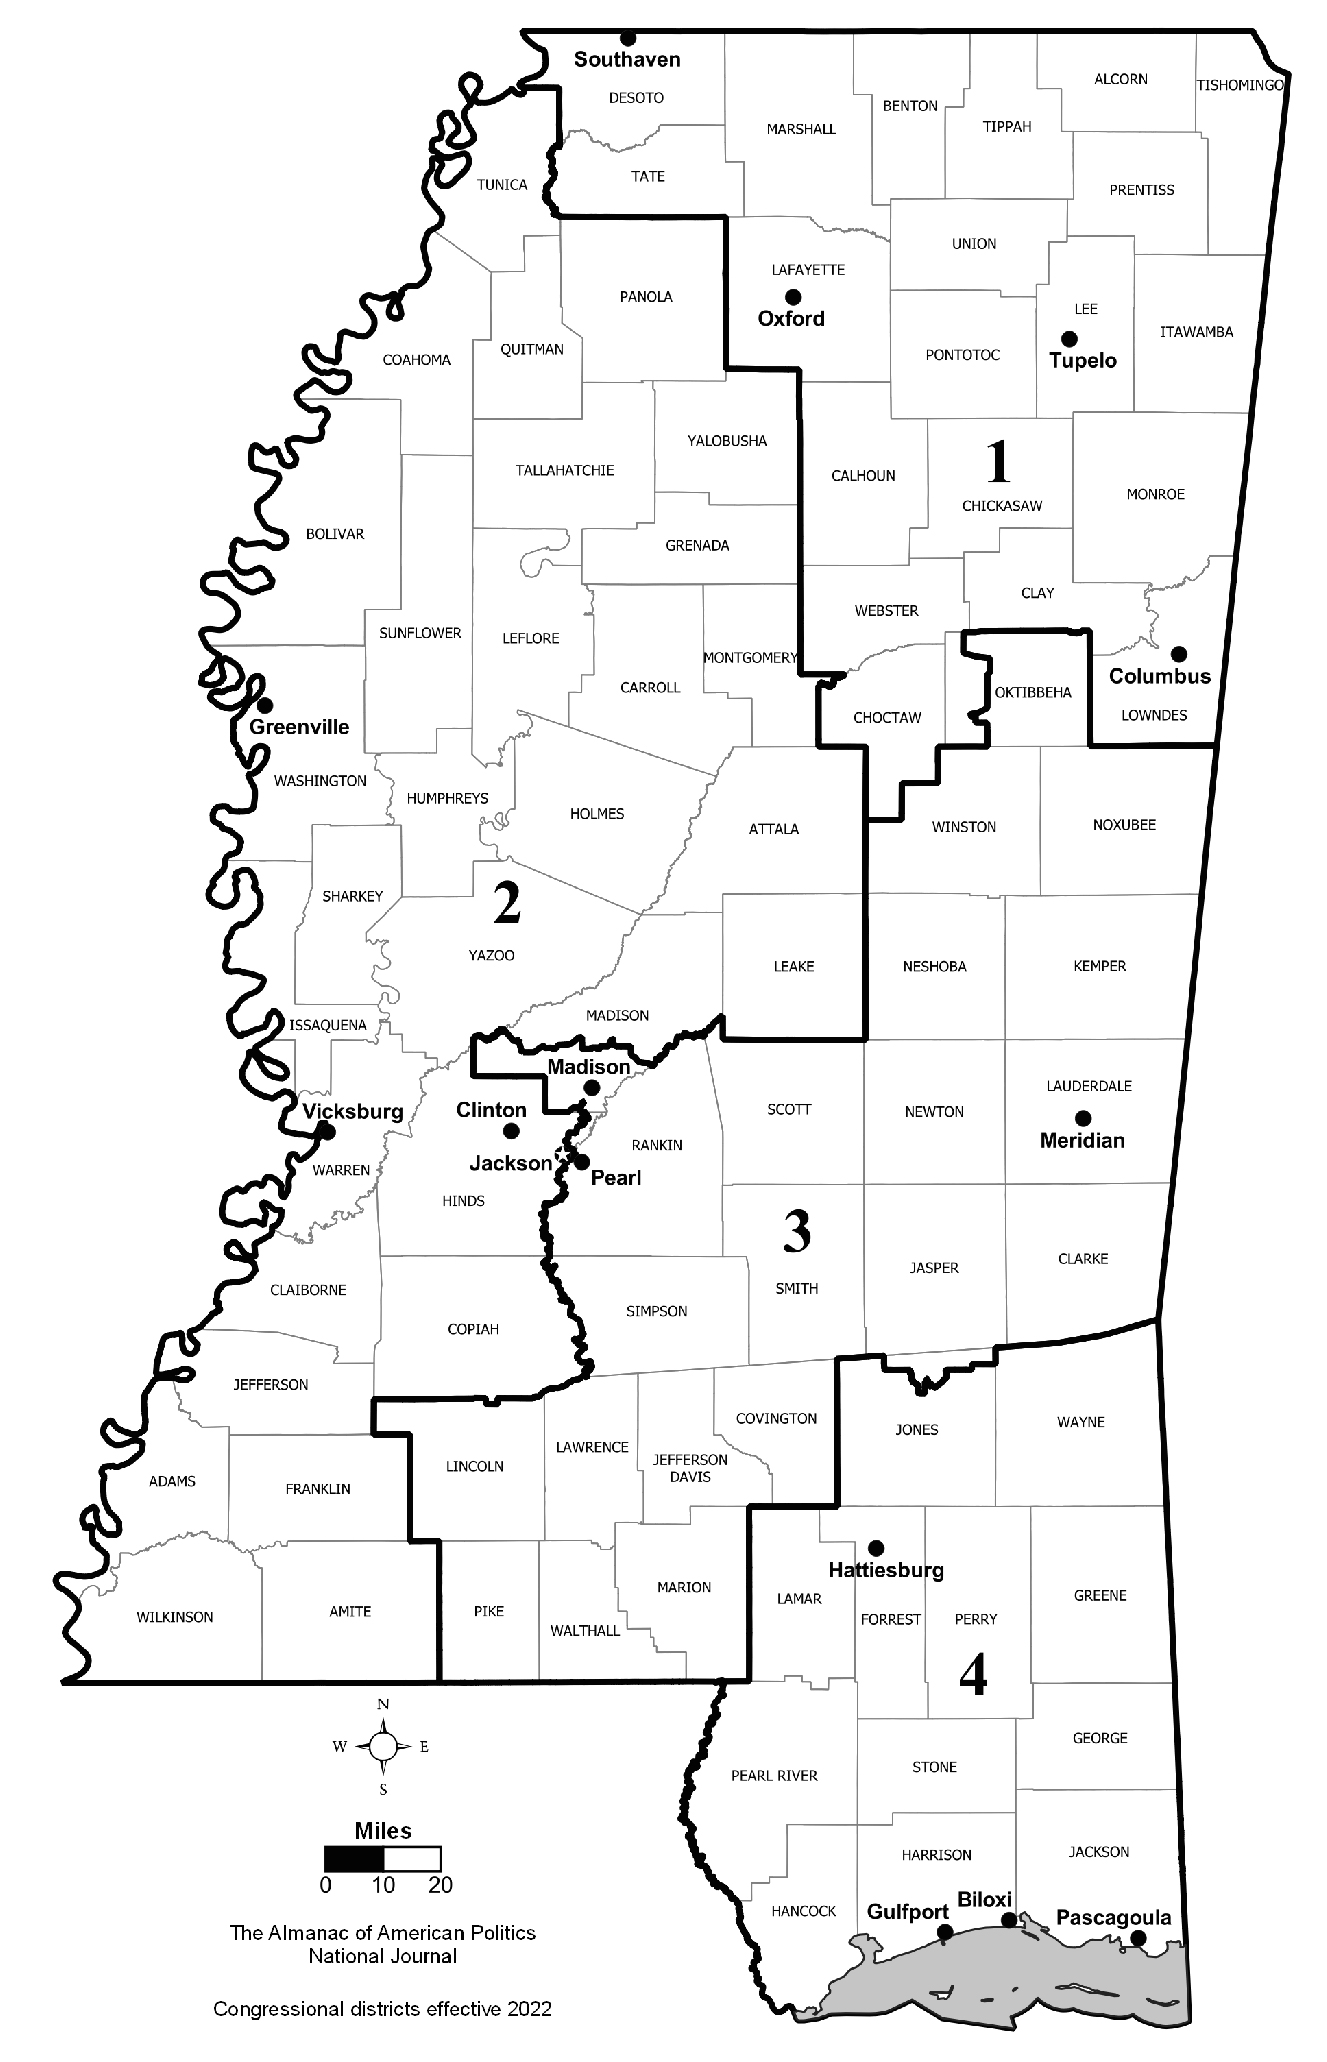 Southaven
DESOTO
ALCORN
TISHOMINGO
BENTON
MARSHALL
TIPPAH
TATE
TUNICA
PRENTISS
UNION
LAFAYETTE
PANOLA
Oxford
LEE
ITAWAMBA
QUITMAN
COAHOMA
PONTOTOC
Tupelo
YALOBUSHA
TALLAHATCHIE
CALHOUN
1
CHICKASAW
MONROE
BOLIVAR
GRENADA
CLAY
WEBSTER
SUNFLOWER
LEFLORE
MONTGOMERY
CARROLL
OKTIBBEHA
Columbus
LOWNDES
CHOCTAW
Greenville
WASHINGTON
HUMPHREYS
HOLMES
ATTALA
WINSTON
NOXUBEE
SHARKEY
2
YAZOO
LEAKE
NESHOBA
KEMPER
ISSAQUENA
MADISON
Madison
Vicksburg
Clinton
SCOTT
NEWTON
LAUDERDALE
Meridian
WARREN
Jackson
RANKIN
Pearl
HINDS
3
SMITH
JASPER
CLARKE
CLAIBORNE
COPIAH
SIMPSON
JEFFERSON
COVINGTON
JONES
WAYNE
LAWRENCE
JEFFERSON
DAVIS
LINCOLN
ADAMS
FRANKLIN
Hattiesburg
WILKINSON
AMITE
PIKE
WALTHALL
MARION
LAMAR
FORREST
PERRY
GREENE
4
GEORGE
PEARL RIVER
STONE
HARRISON
JACKSON
HANCOCK
Gulfport
Biloxi
Pascagoula
N
W E
S
Miles
0 10 20
The Almanac of American Politics
National Journal
Congressional districts effective 2022